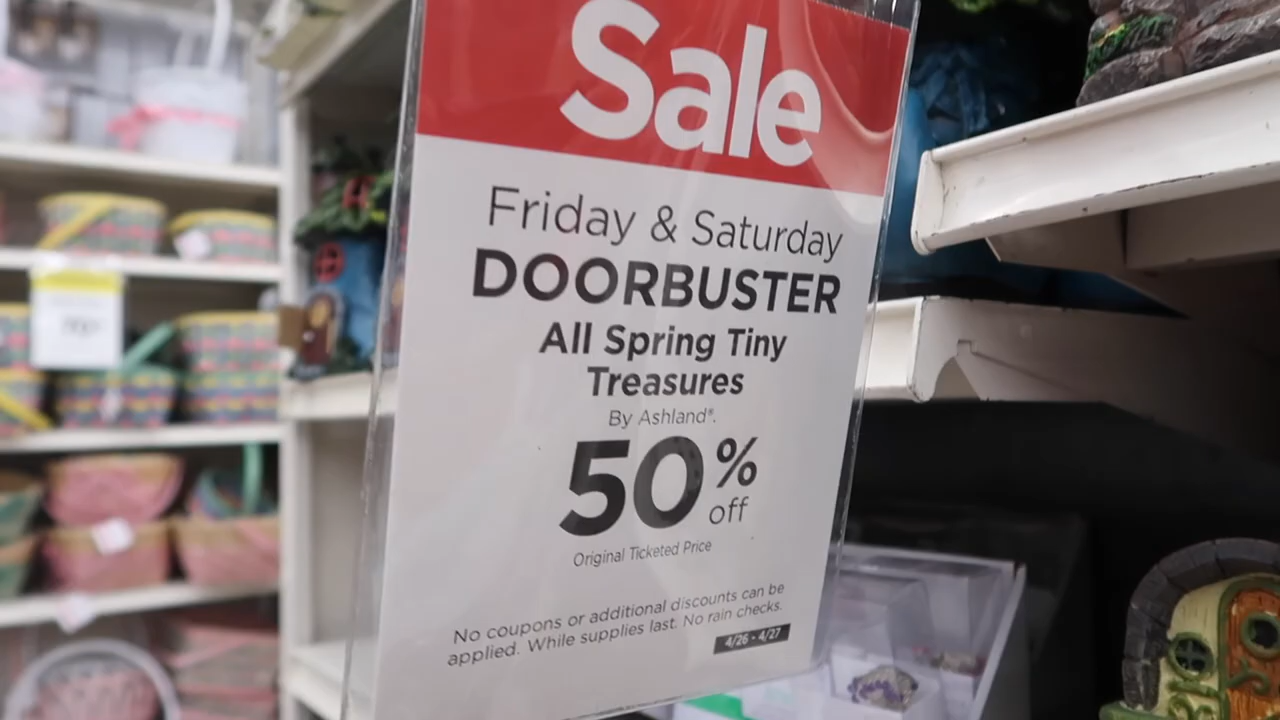 Sale
Friday & Saturday
DOORBUSTER
All Spring Tiny
Treasures
By Ashland®.
50%
off
Original Ticketed Price
No coupons or additional discounts can be
applied. While supplies last. No rain checks.
4/26 - 4/27